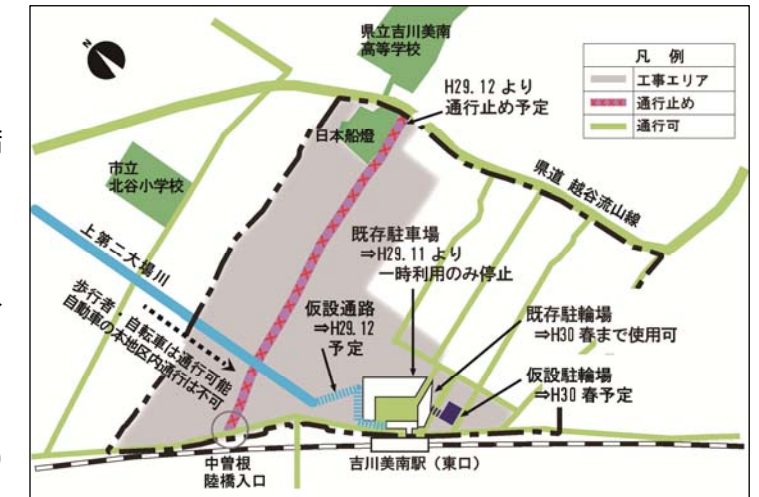 N
県立吉川美南
高等学校
凡 例
工事エリア
通行止め
通行可
H29.12 より
通行止め予定
日本船燈
市立
北谷小学校
県道 越谷流山線
上第二大場川
既存駐車場
⇒H29.11 より
一時利用のみ停止
歩行者・自転車は通行可能
自動車の本地区内通行は不可
仮設通路
⇒H29.12
予定
既存駐輪場
⇒H30 春まで使用可
仮設駐輪場
⇒H30 春予定
中曽根
陸橋入口
吉川美南駅（東口）